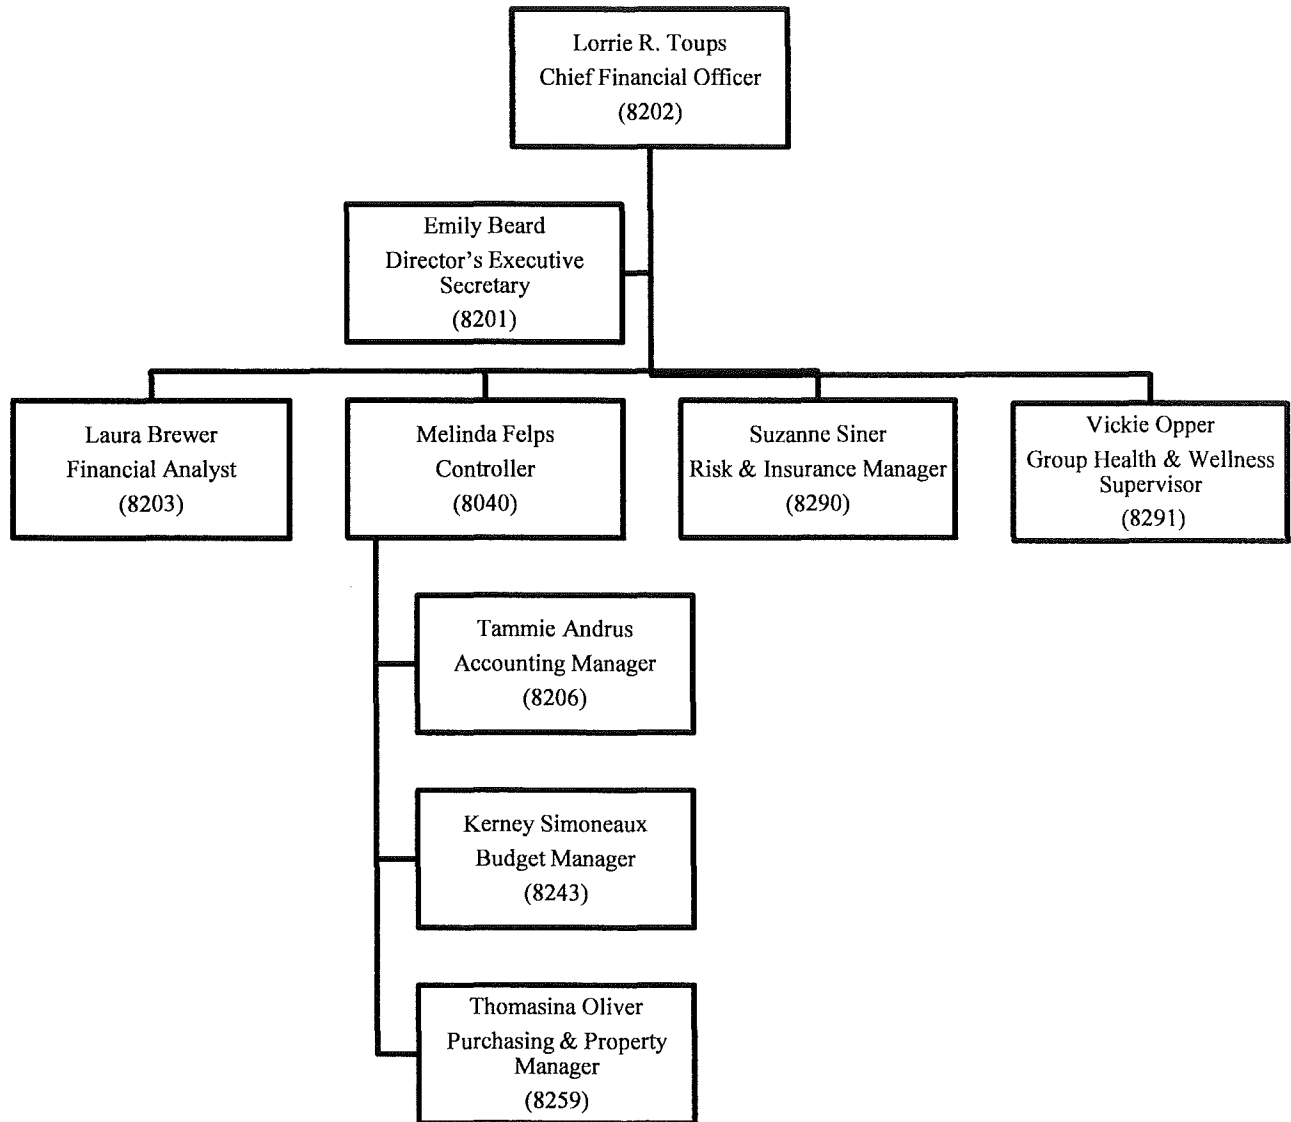 Lorrie R. Toups
Chief Financial Officer
(8202)
Emily Beard
Director’s Executive
Secretary
(8201)
Laura Brewer
Financial Analyst
(8203)
Melinda Felps
Controller
(8040)
Suzanne Siner
Risk & Insurance Manager
(8290)
Vickie Opper
Group Health & Wellness
Supervisor
(8291)
Tammie Andrus
Accounting Manager
(8206)
Kerney Simoneaux
Budget Manager
(8243)
Thomasina Oliver
Purchasing & Property
Manager
(8259)